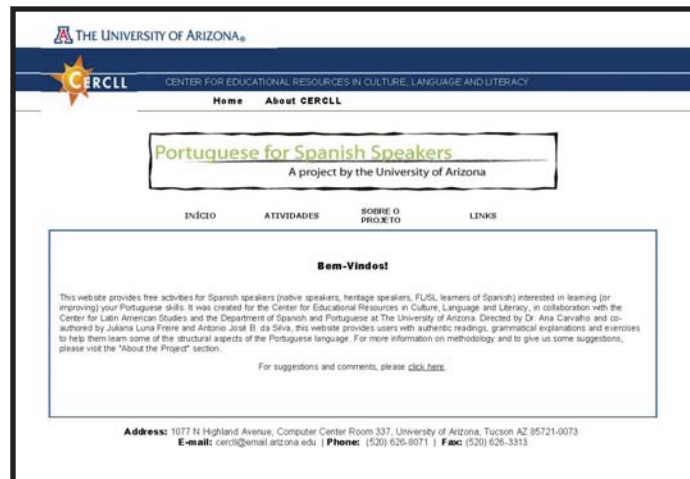 THE UNIVERSITY OF ARIZONA®
CERCLL
CENTER FOR EDUCATIONAL RESOURCES IN CULTURE, LANGUAGE AND LITERACY
Home About CERCLL
Portuguese for Spanish Speakers
A project by the University of Arizona
INÍCIO ATIVIDADES SOBRE O PROJETO LINKS
Bem-Vindos!
This website provides free activities for Spanish speakers (native speakers, heritage speakers, FL/SL learners of Spanish) interested in learning (or
improving) your Portuguese skills. It was created for the Center for Educational Resources in Culture, Language and Literacy, in collaboration with the
Center for Latin American Studies and the Department of Spanish and Portuguese at The University of Arizona. Directed by Dr. Ana Carvalho and co-
authored by Juliana Luna Freire and Antonio José B. da Silva, this website provides users with authentic readings, grammatical explanations and exercises
to help them learn some of the structural aspects of the Portuguese language. For more information on methodology and to give us some suggestions,
please visit the "About the Project" section.
For suggestions and comments, please click here.
Address: 1077 N Highland Avenue, Computer Center Room 337, University of Arizona, Tucson AZ 85721-0073
E-mail: cercll@email.arizona.edu | Phone: (520) 626-8071 | Fax: (520) 626-3313